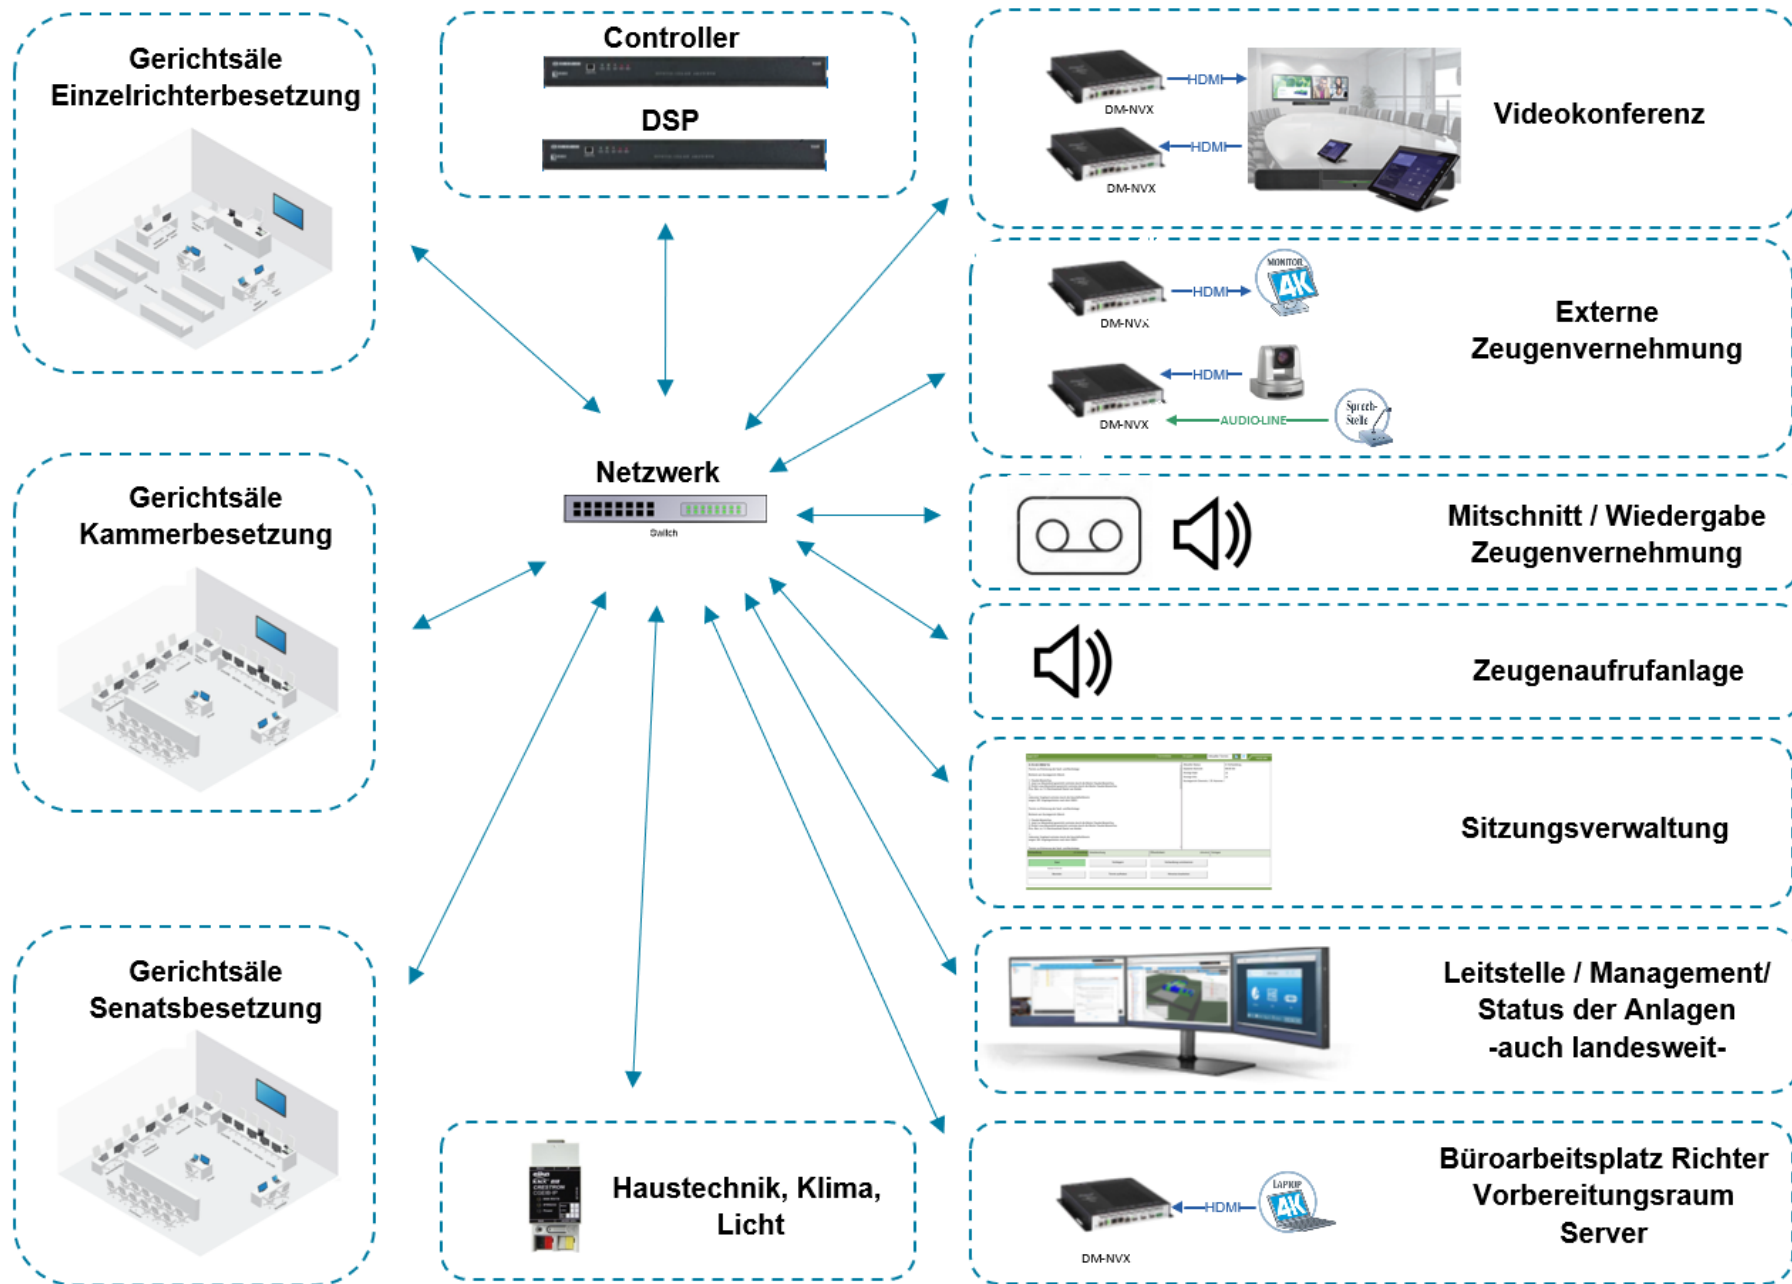 Gerichtsäle
Einzelrichterbesetzung
Controller
DSP
HDMI
DM-NVX
HDMI
DM-NVX
Videokonferenz
MONITOR
4K
HDMI
DM-NVX
HDMI
DM-NVX
AUDIO-LINE
Sprech-
Stelle
Externe
Zeugenvernehmung
Netzwerk
Switch
Gerichtsäle
Kammerbesetzung
Mitschnitt / Wiedergabe
Zeugenvernehmung
Zeugenaufrufanlage
Sitzungsverwaltung
Gerichtsäle
Senatsbesetzung
Leitstelle / Management/
Status der Anlagen
-auch landesweit-
CRESTRON
Haustechnik, Klima,
Licht
HDMI
LAPTOP
4K
DM-NVX
Büroarbeitsplatz Richter
Vorbereitungsraum
Server